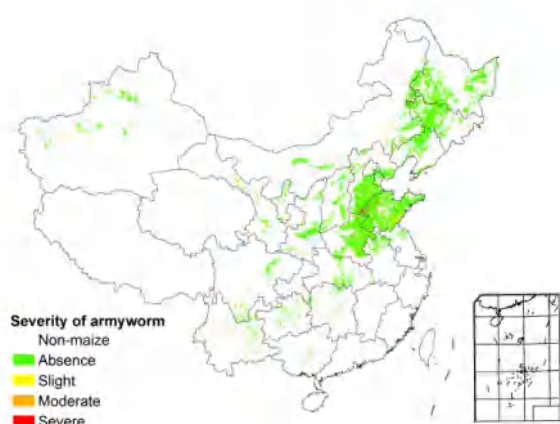 Severity of armyworm
Non-maize
Absence
Slight
Moderate
Severe